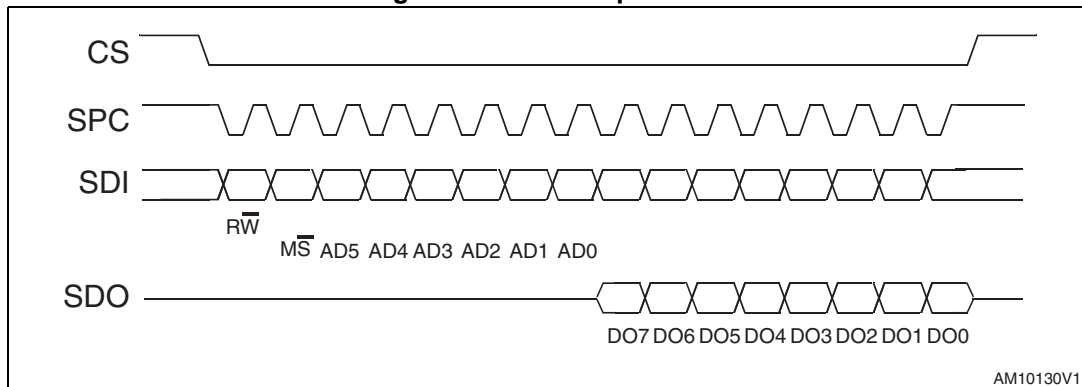 CS
SPC
SDI
RW̅
MS̅ AD5 AD4 AD3 AD2 AD1 AD0
SDO
DO7 DO6 DO5 DO4 DO3 DO2 DO1 DO0
AM10130V1